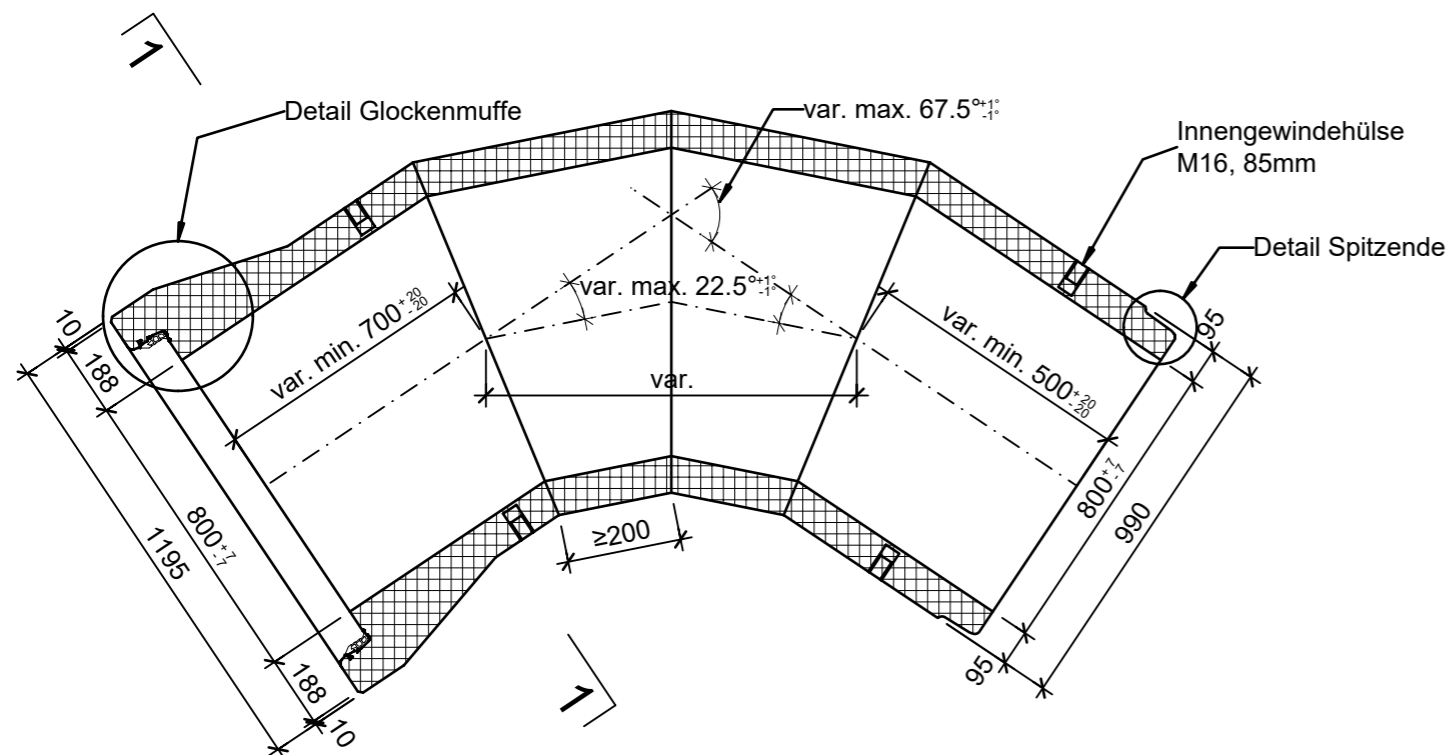 1
Detail Glockenmuffe
var. max. 67.5°+1°-1°
Innengewindehülse
M16, 85mm
Detail Spitzende
var. max. 22.5°+1°-1°
10
188
var. min. 700+20-20
var. min. 500+20-20
95
var.
800+7-7
1195
≥200
800+7-7
990
188
10
95
1